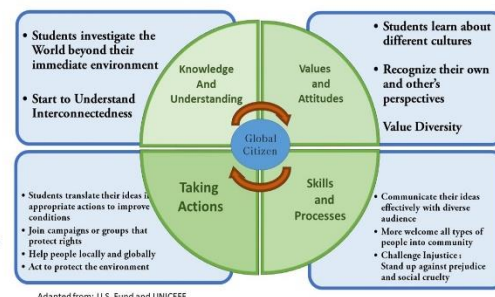 • Students investigate the
World beyond their
immediate environment
• Start to Understand
Interconnectedness
Knowledge
And
Understanding
Values
and
Attitudes
• Students learn about
different cultures
• Recognize their own
and other's
perspectives
Value Diversity
Global
Citizen
• Students translate their ideas
appropriate actions to improve
conditions
• Join campaigns or groups that
protect rights
• Help people locally and globally
• Act to protect the environment
Taking
Actions
Skills
and
Processes
• Communicate their ideas
effectively with diverse
audience
• More welcome all types
of people into community
• Challenge Injustice :
Stand up against prejudice
and social cruelty
Adapted from: U.S. Fund and UNICEFF